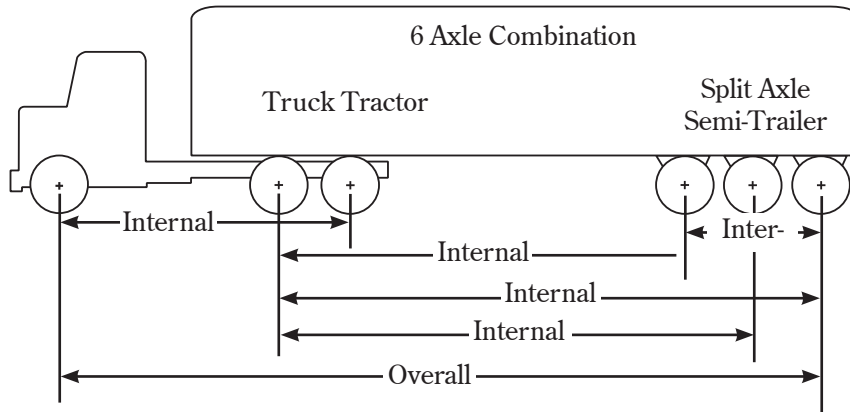 6 Axle Combination
Truck Tractor
Split Axle
Semi-Trailer
Internal
Inter-
Internal
Internal
Internal
Overall